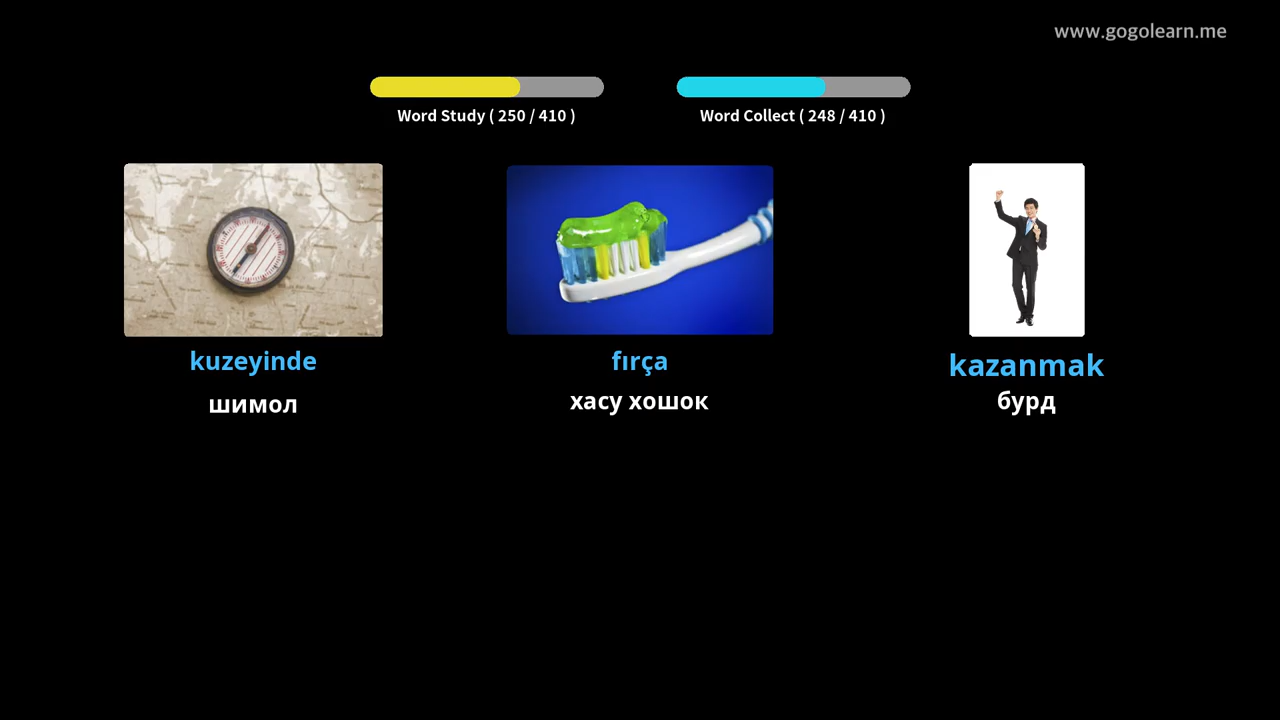 www.gogolearn.me
Word Study ( 250 / 410 )
Word Collect ( 248 / 410 )
kuzeyinde
шимол
fırça
хасу хошок
kazanmak
бурд